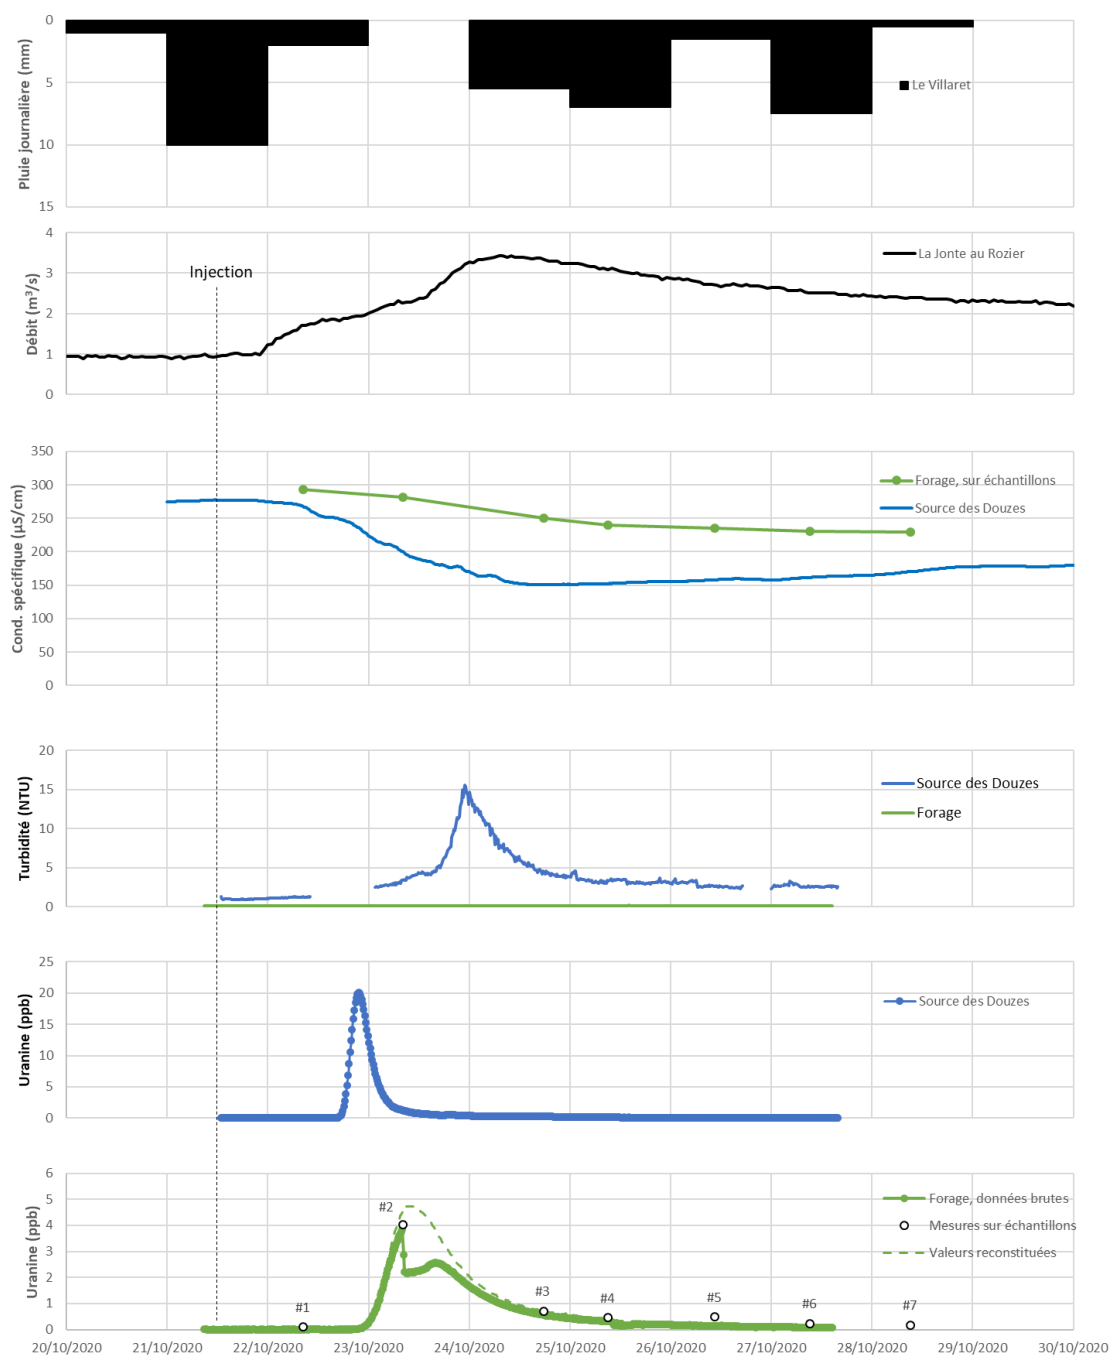 Pluie journalière (mm)
0
5
10
15
Le Villaret
Débit (m³/s)
4
3
2
1
0
La Jonte au Rozier
Injection
Cond. spécifique (µS/cm)
350
300
250
200
150
100
50
0
Forage, sur échantillons
Source des Douzes
Turbidité (NTU)
20
15
10
5
0
Source des Douzes
Forage
Uranine (ppb)
25
20
15
10
5
0
Source des Douzes
Uranine (ppb)
6
5
4
3
2
1
0
Forage, données brutes
Mesures sur échantillons
Valeurs reconstituées
#1
#2
#3
#4
#5
#6
#7
20/10/2020 21/10/2020 22/10/2020 23/10/2020 24/10/2020 25/10/2020 26/10/2020 27/10/2020 28/10/2020 29/10/2020 30/10/2020